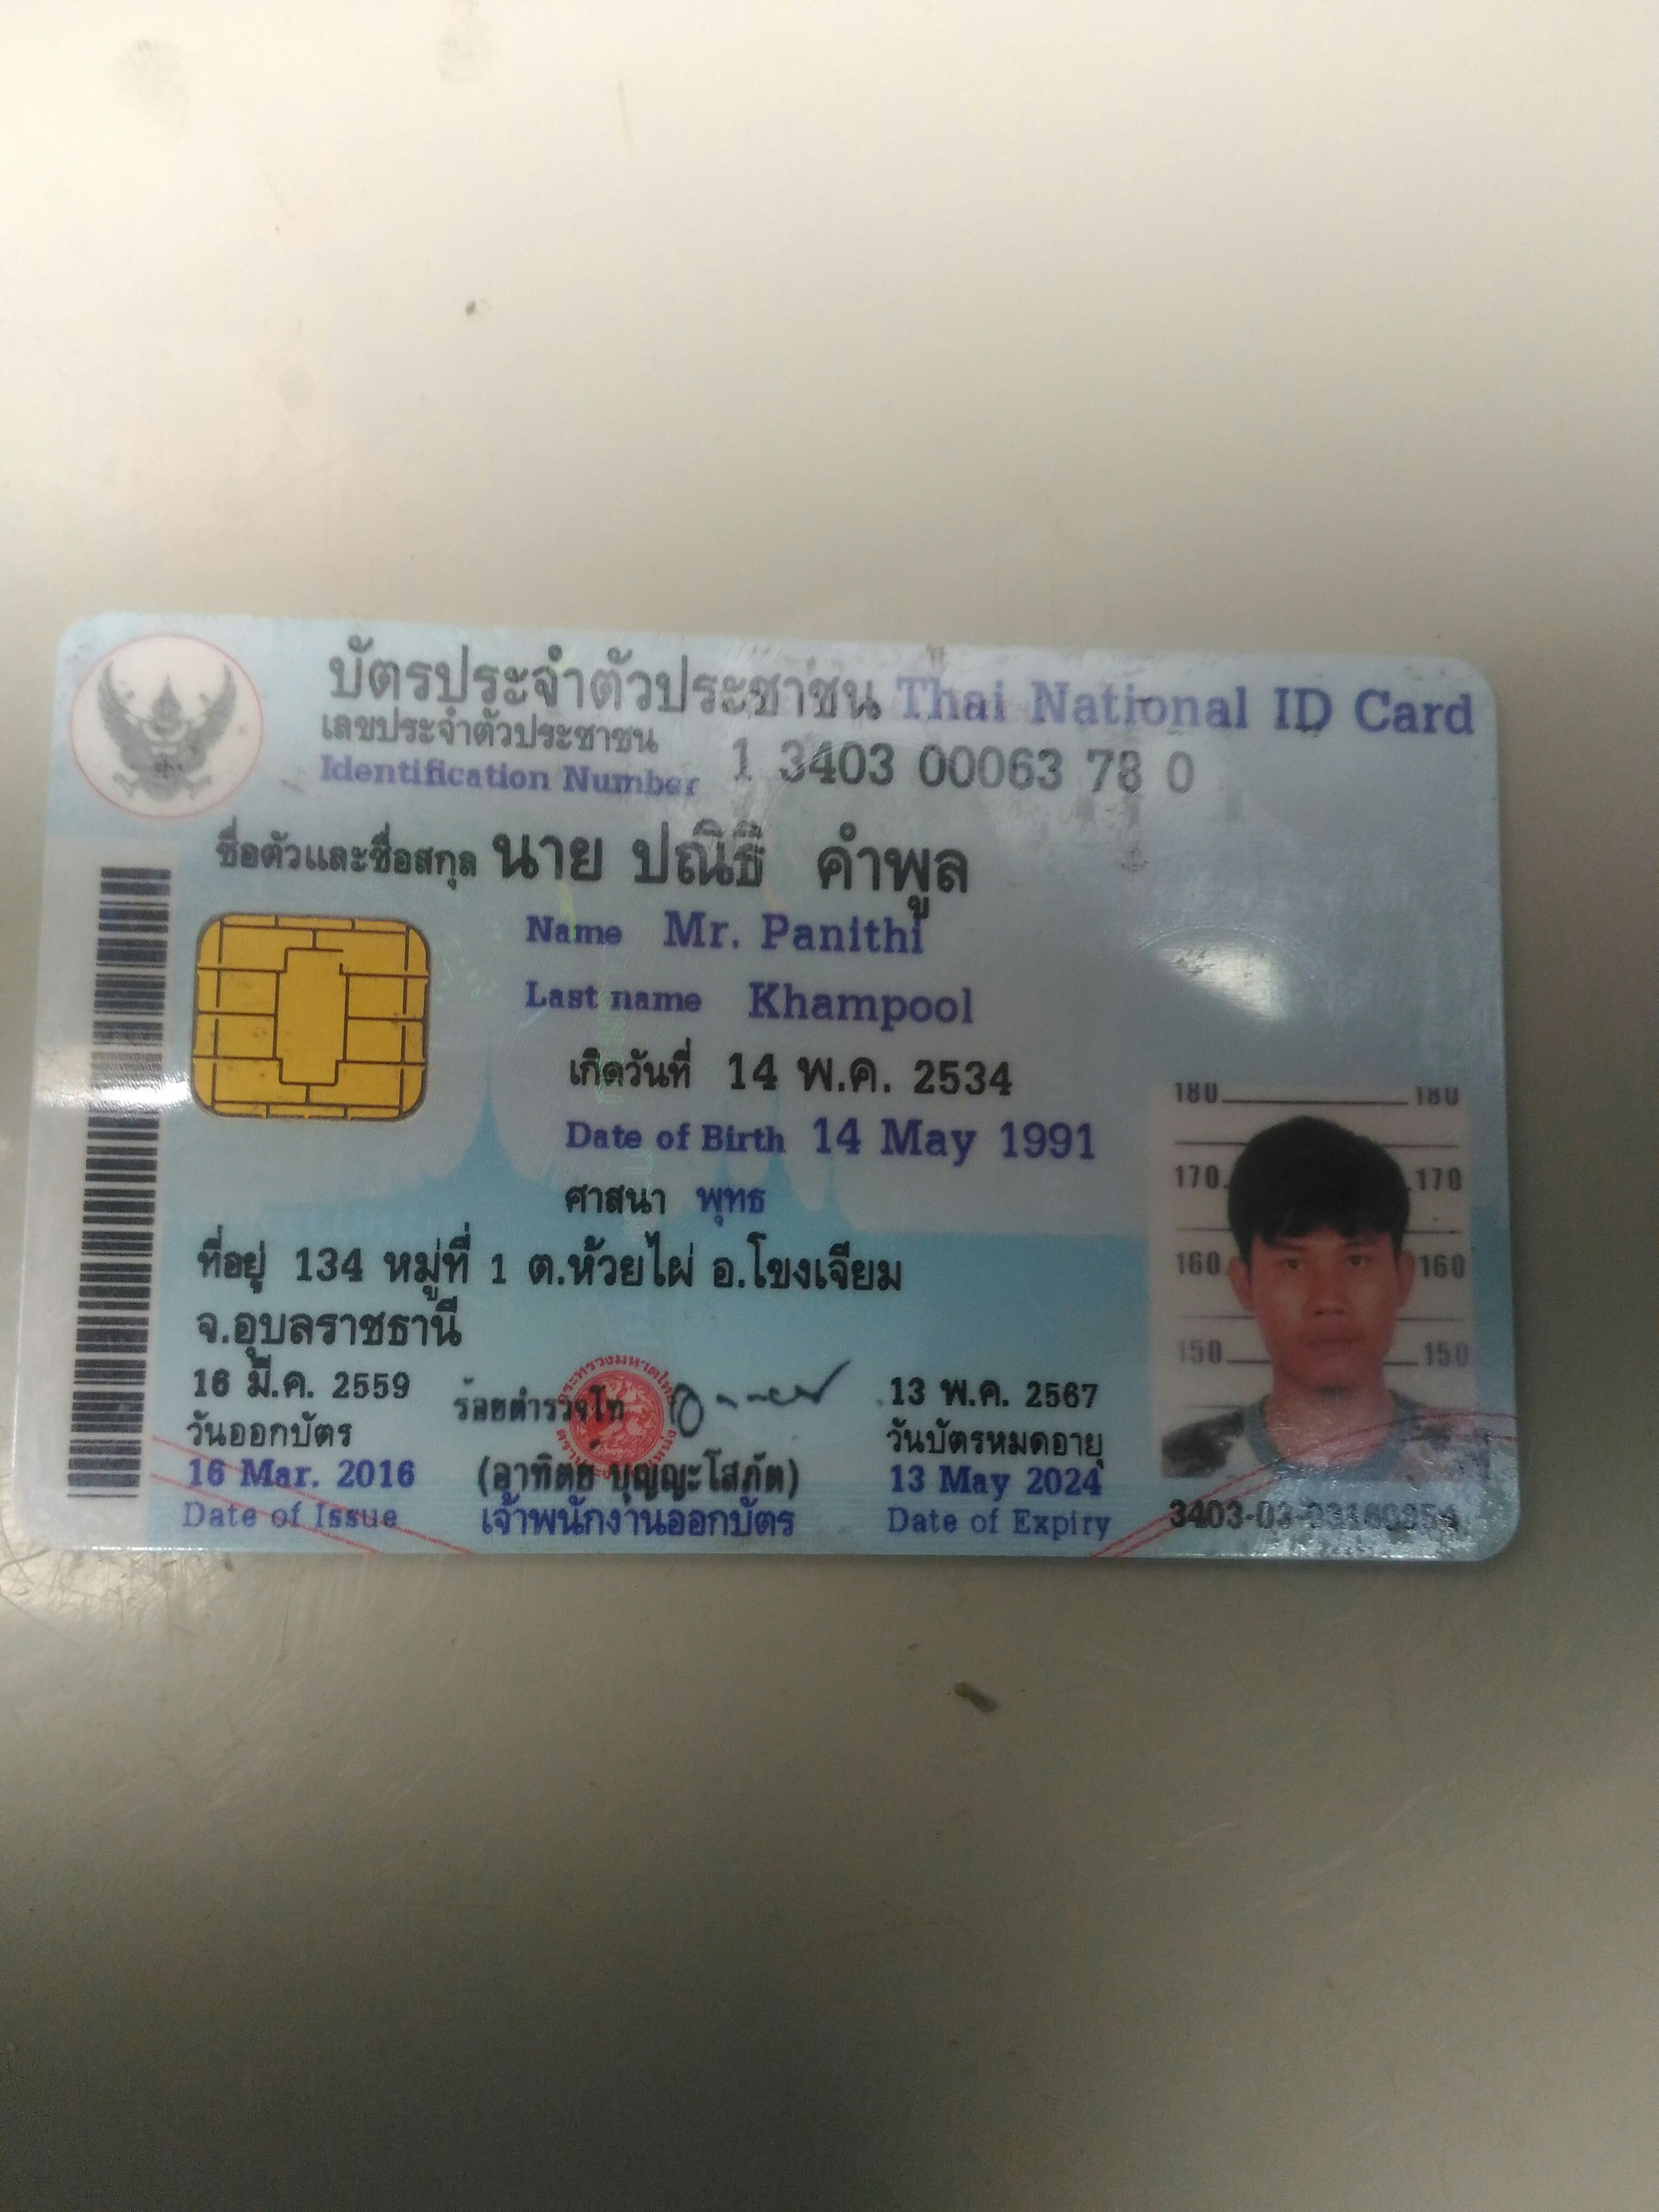 บัตรประจำตัวประชาชน Thai National ID Card
เลขประจำตัวประชาชน
Identification Number 1 3403 00063 78 0
ชื่อตัวและชื่อสกุล นาย ปณิธิ คำพูล
Name Mr. Panithi
Last name Khampool
เกิดวันที่ 14 พ.ค. 2534
Date of Birth 14 May 1991
ศาสนา พุทธ
ที่อยู่ 134 หมู่ที่ 1 ต.ห้วยไผ่ อ.โขงเจียม
จ.อุบลราชธานี
16 มี.ค. 2559
วันออกบัตร
16 Mar. 2016
Date of Issue
ร้อยตำรวจโท
(อาทิตย์ บุญญะโสภัต)
เจ้าพนักงานออกบัตร
13 พ.ค. 2567
วันบัตรหมดอายุ
13 May 2024
Date of Expiry
180 180
170 170
160 160
150 150